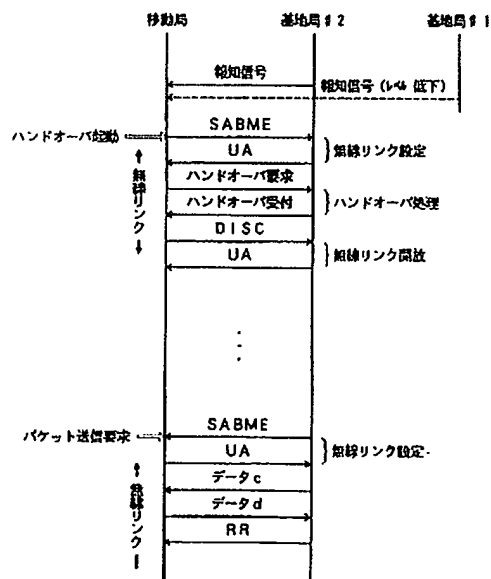 移動局 基地局#2 基地局#1
報知信号
報知信号(レベル 低下)
ハンドオーバ起動
SABME
UA
無線リンク設定
ハンドオーバ要求
ハンドオーバ受付
ハンドオーバ処理
無線リンク
DISC
UA
無線リンク開放
SABME
パケット送信要求
UA
無線リンク設定
データc
データd
RR
無線リンク